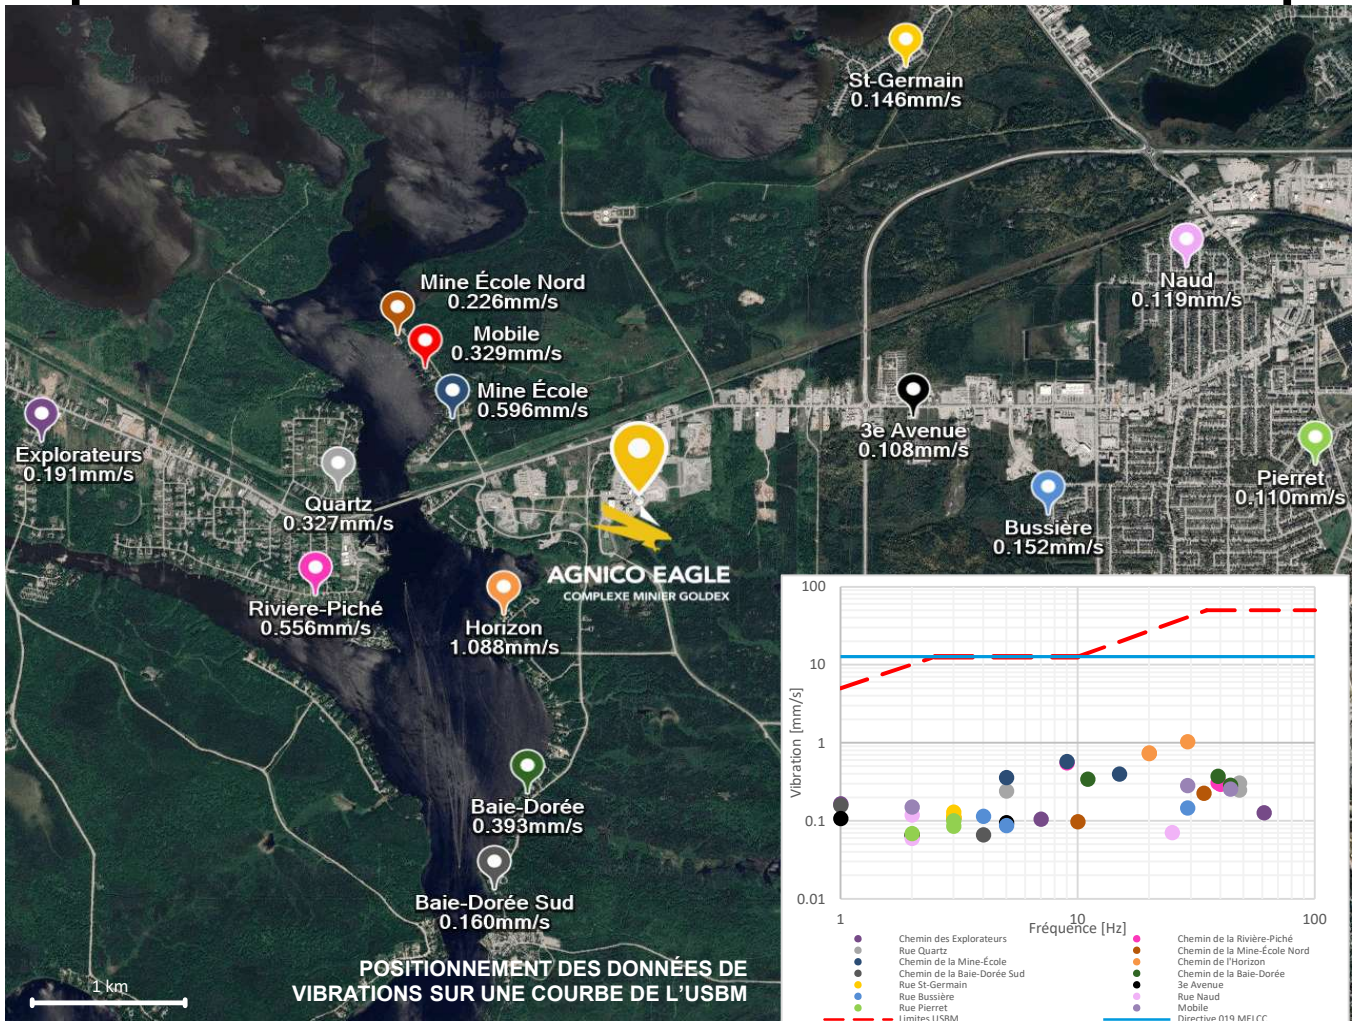 St-Germain
0.146mm/s
Naud
0.119mm/s
Mine École Nord
0.226mm/s
Mobile
0.329mm/s
Mine École
0.596mm/s
Explorateurs
0.191mm/s
3e Avenue
0.108mm/s
Pierret
0.110mm/s
Quartz
0.327mm/s
Bussière
0.152mm/s
AGNICO EAGLE
COMPLEXE MINIER GOLDEX
Riviere-Piché
0.556mm/s
Horizon
1.088mm/s
Baie-Dorée
0.393mm/s
Baie-Dorée Sud
0.160mm/s
POSITIONNEMENT DES DONNÉES DE
VIBRATIONS SUR UNE COURBE DE L'USBM
1 km
100
10
1
0.1
0.01
Vibration [mm/s]
1 10 100
Fréquence [Hz]
Chemin des Explorateurs Chemin de la Rivière-Piché
Rue Quartz Chemin de la Mine-École Nord
Chemin de la Mine-École Chemin de l'Horizon
Chemin de la Baie-Dorée Sud Chemin de la Baie-Dorée
Rue St-Germain 3e Avenue
Rue Bussière Rue Naud
Rue Pierret Mobile
Limites USBM Directive 019 MELCC